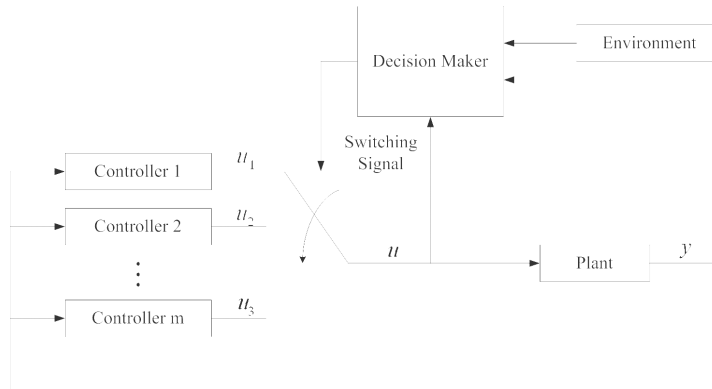 Environment
Decision Maker
Switching
Signal
Controller 1
u1
Controller 2
u2
u
Plant
y
Controller m
u3